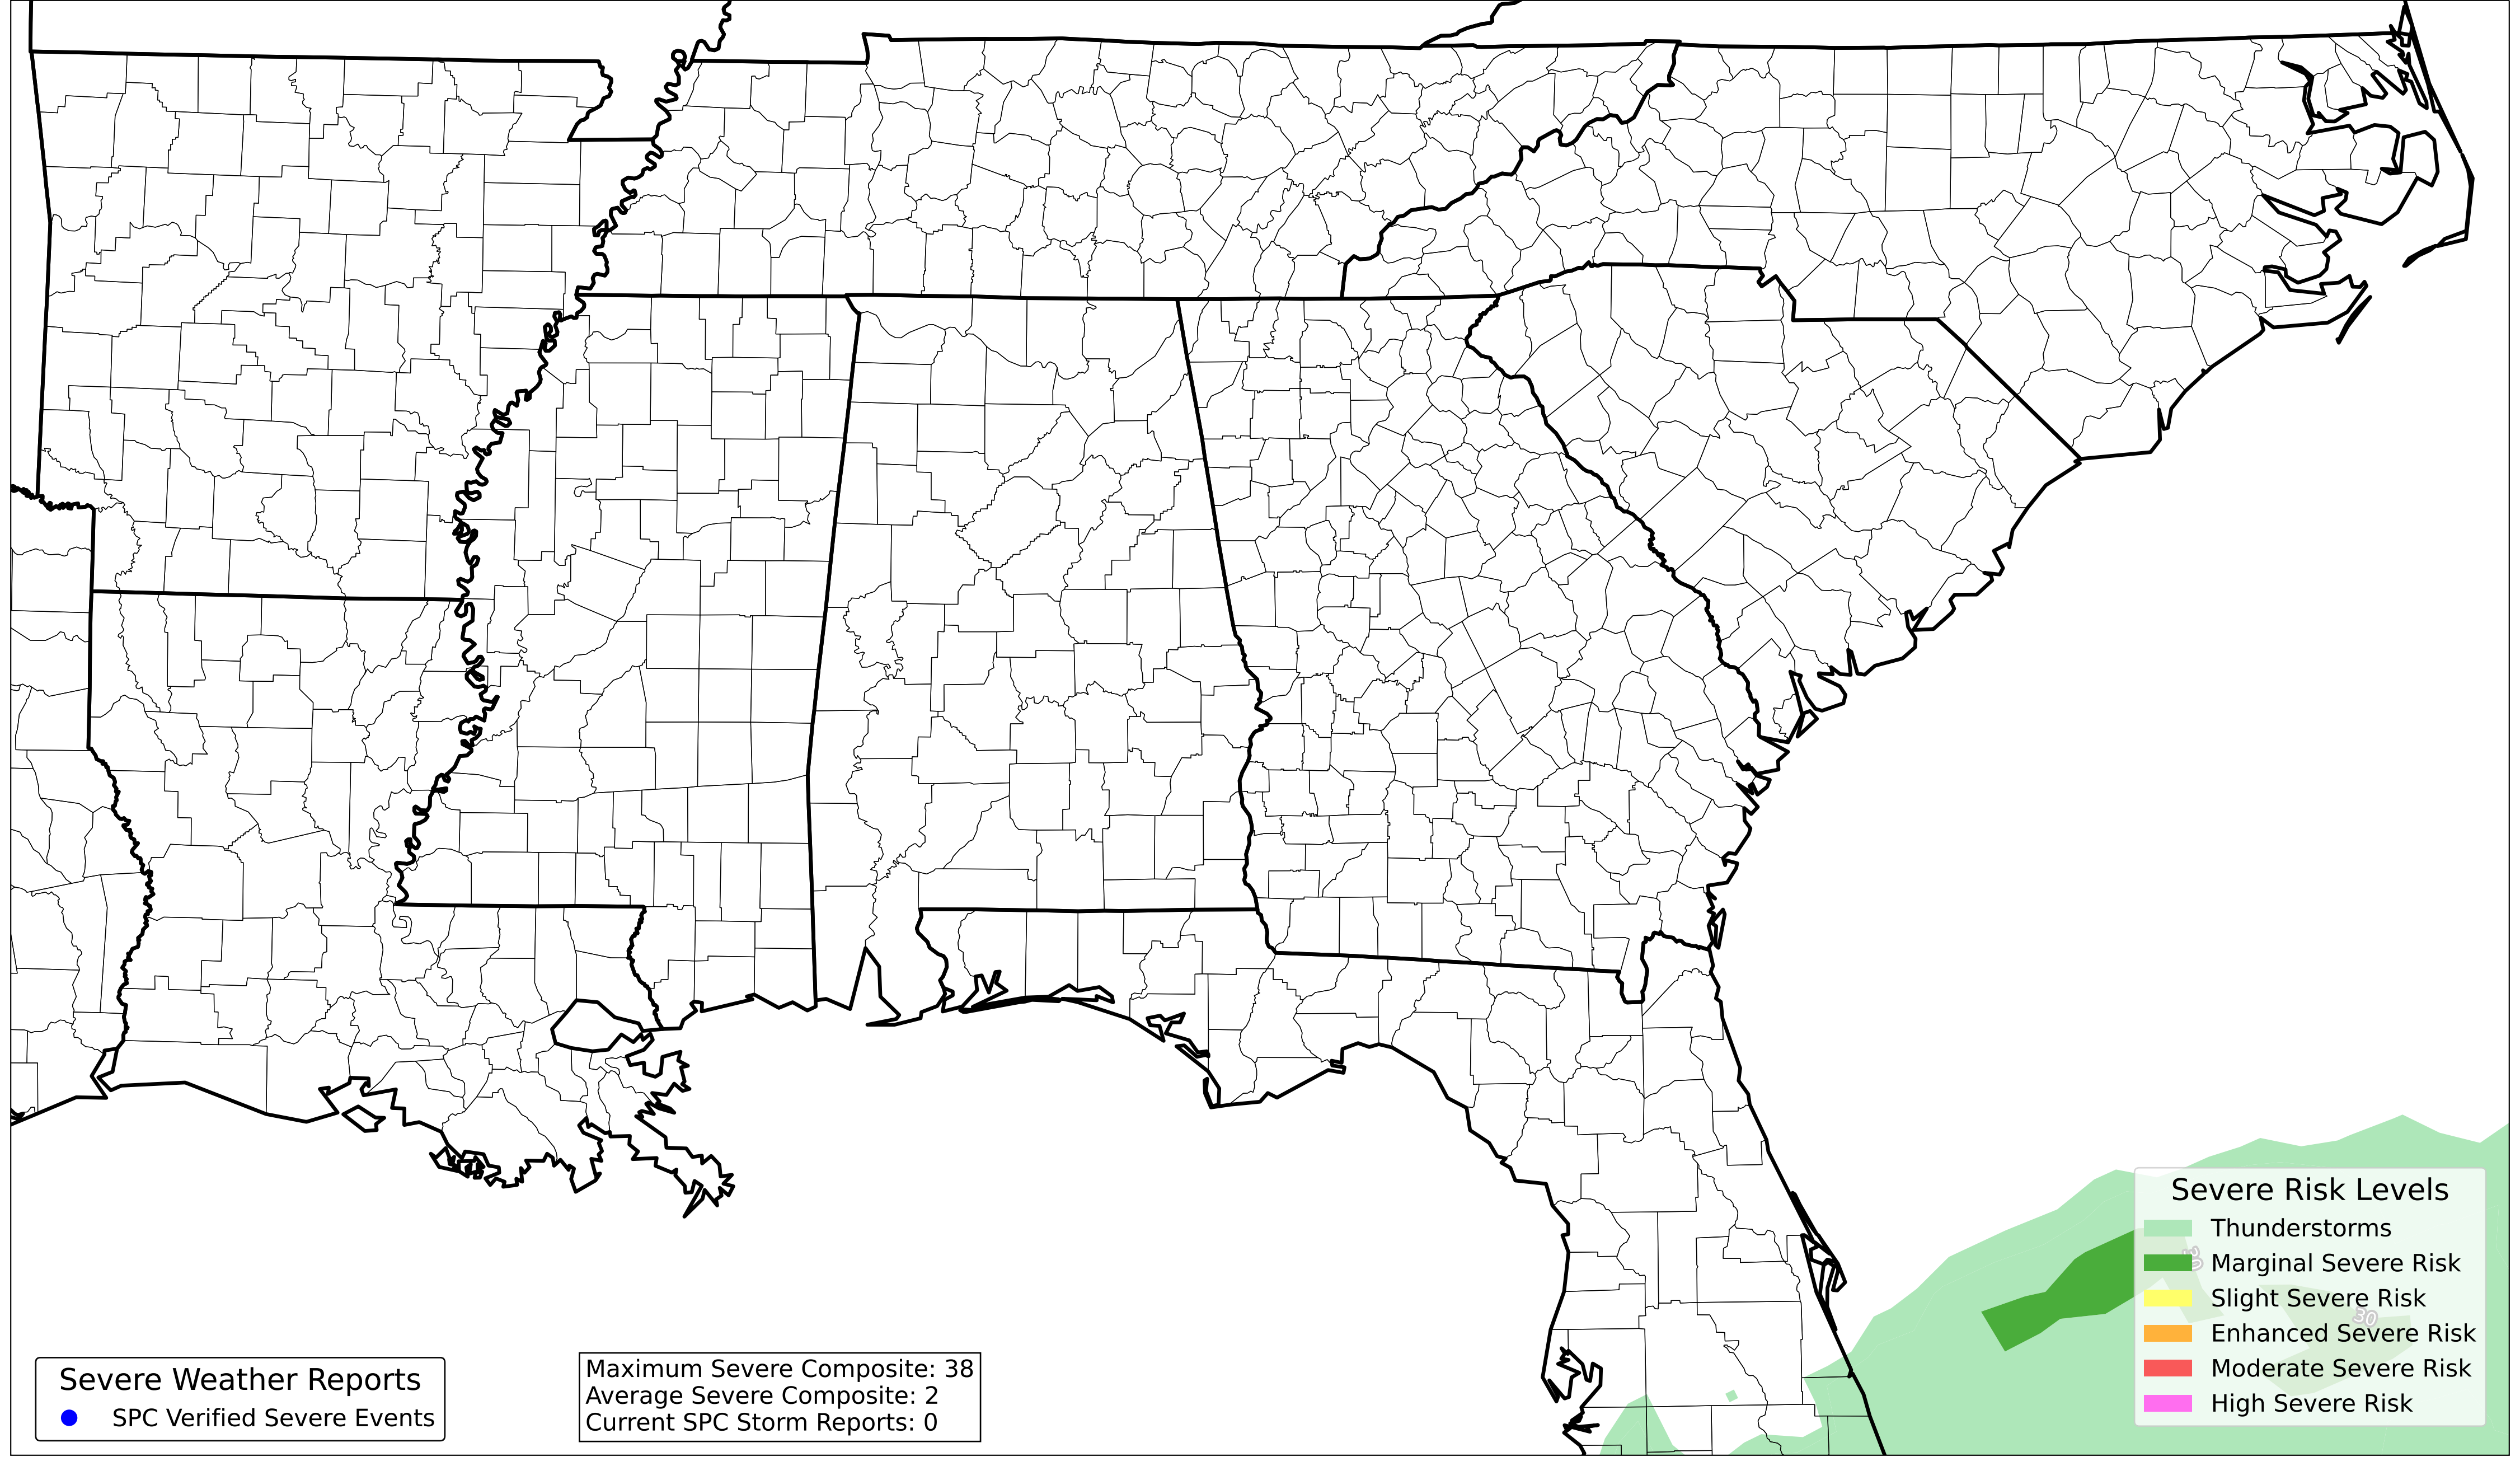 Severe Risk Levels
Thunderstorms
30
Marginal Severe Risk
Slight Severe Risk
30
Enhanced Severe Risk
Moderate Severe Risk
High Severe Risk
Severe Weather Reports
SPC Verified Severe Events
Maximum Severe Composite: 38
Average Severe Composite: 2
Current SPC Storm Reports: 0